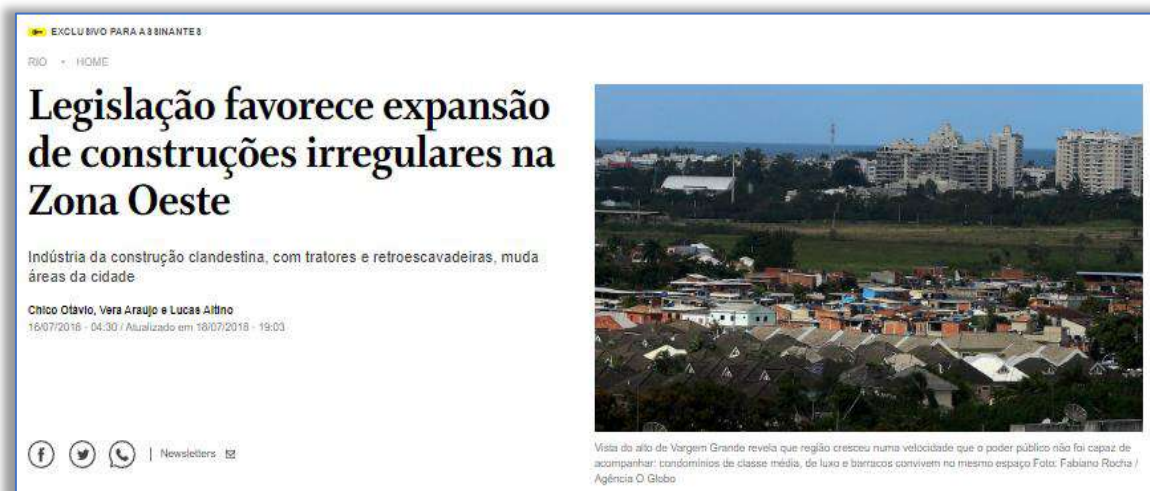 EXCLUSIVO PARA ASSINANTES
RIO • HOME
Legislação favorece expansão
de construções irregulares na
Zona Oeste
Indústria da construção clandestina, com tratores e retroescavadeiras, muda
áreas da cidade
Chico Otavio, Vera Araújo e Lucas Altino
16/07/2018 - 04:30 / Atualizado em 18/07/2018 - 19:03
| Newsletters
Vista do alto de Vargem Grande revela que região cresceu numa velocidade que o poder público não foi capaz de
acompanhar: condomínios de classe média, de luxo e barracos convivem no mesmo espaço Foto: Fabiano Rocha /
Agência O Globo